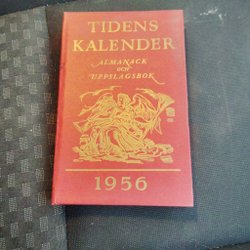 TIDENS
KALENDER
ALMANACK
OCH
UPPSLAGSBOK
1956